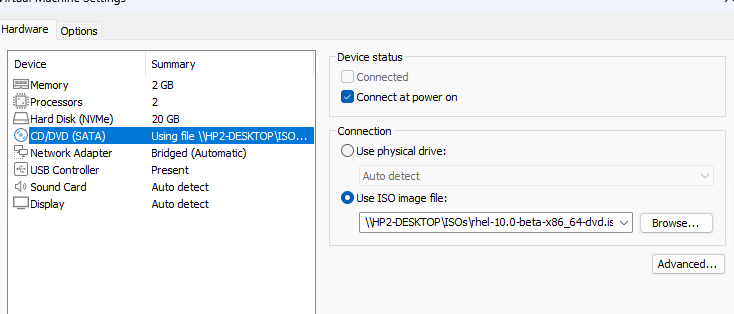 Virtual Machine Settings
Hardware Options
Device Summary
Memory 2 GB
Processors 2
Hard Disk (NVMe) 20 GB
CD/DVD (SATA) Using file \\HP2-DESKTOP\ISO...
Network Adapter Bridged (Automatic)
USB Controller Present
Sound Card Auto detect
Display Auto detect
Device status
Connected
Connect at power on
Connection
Use physical drive:
Auto detect
Use ISO image file:
\\HP2-DESKTOP\ISOs\rhel-10.0-beta-x86_64-dvd.is
Browse...
Advanced...